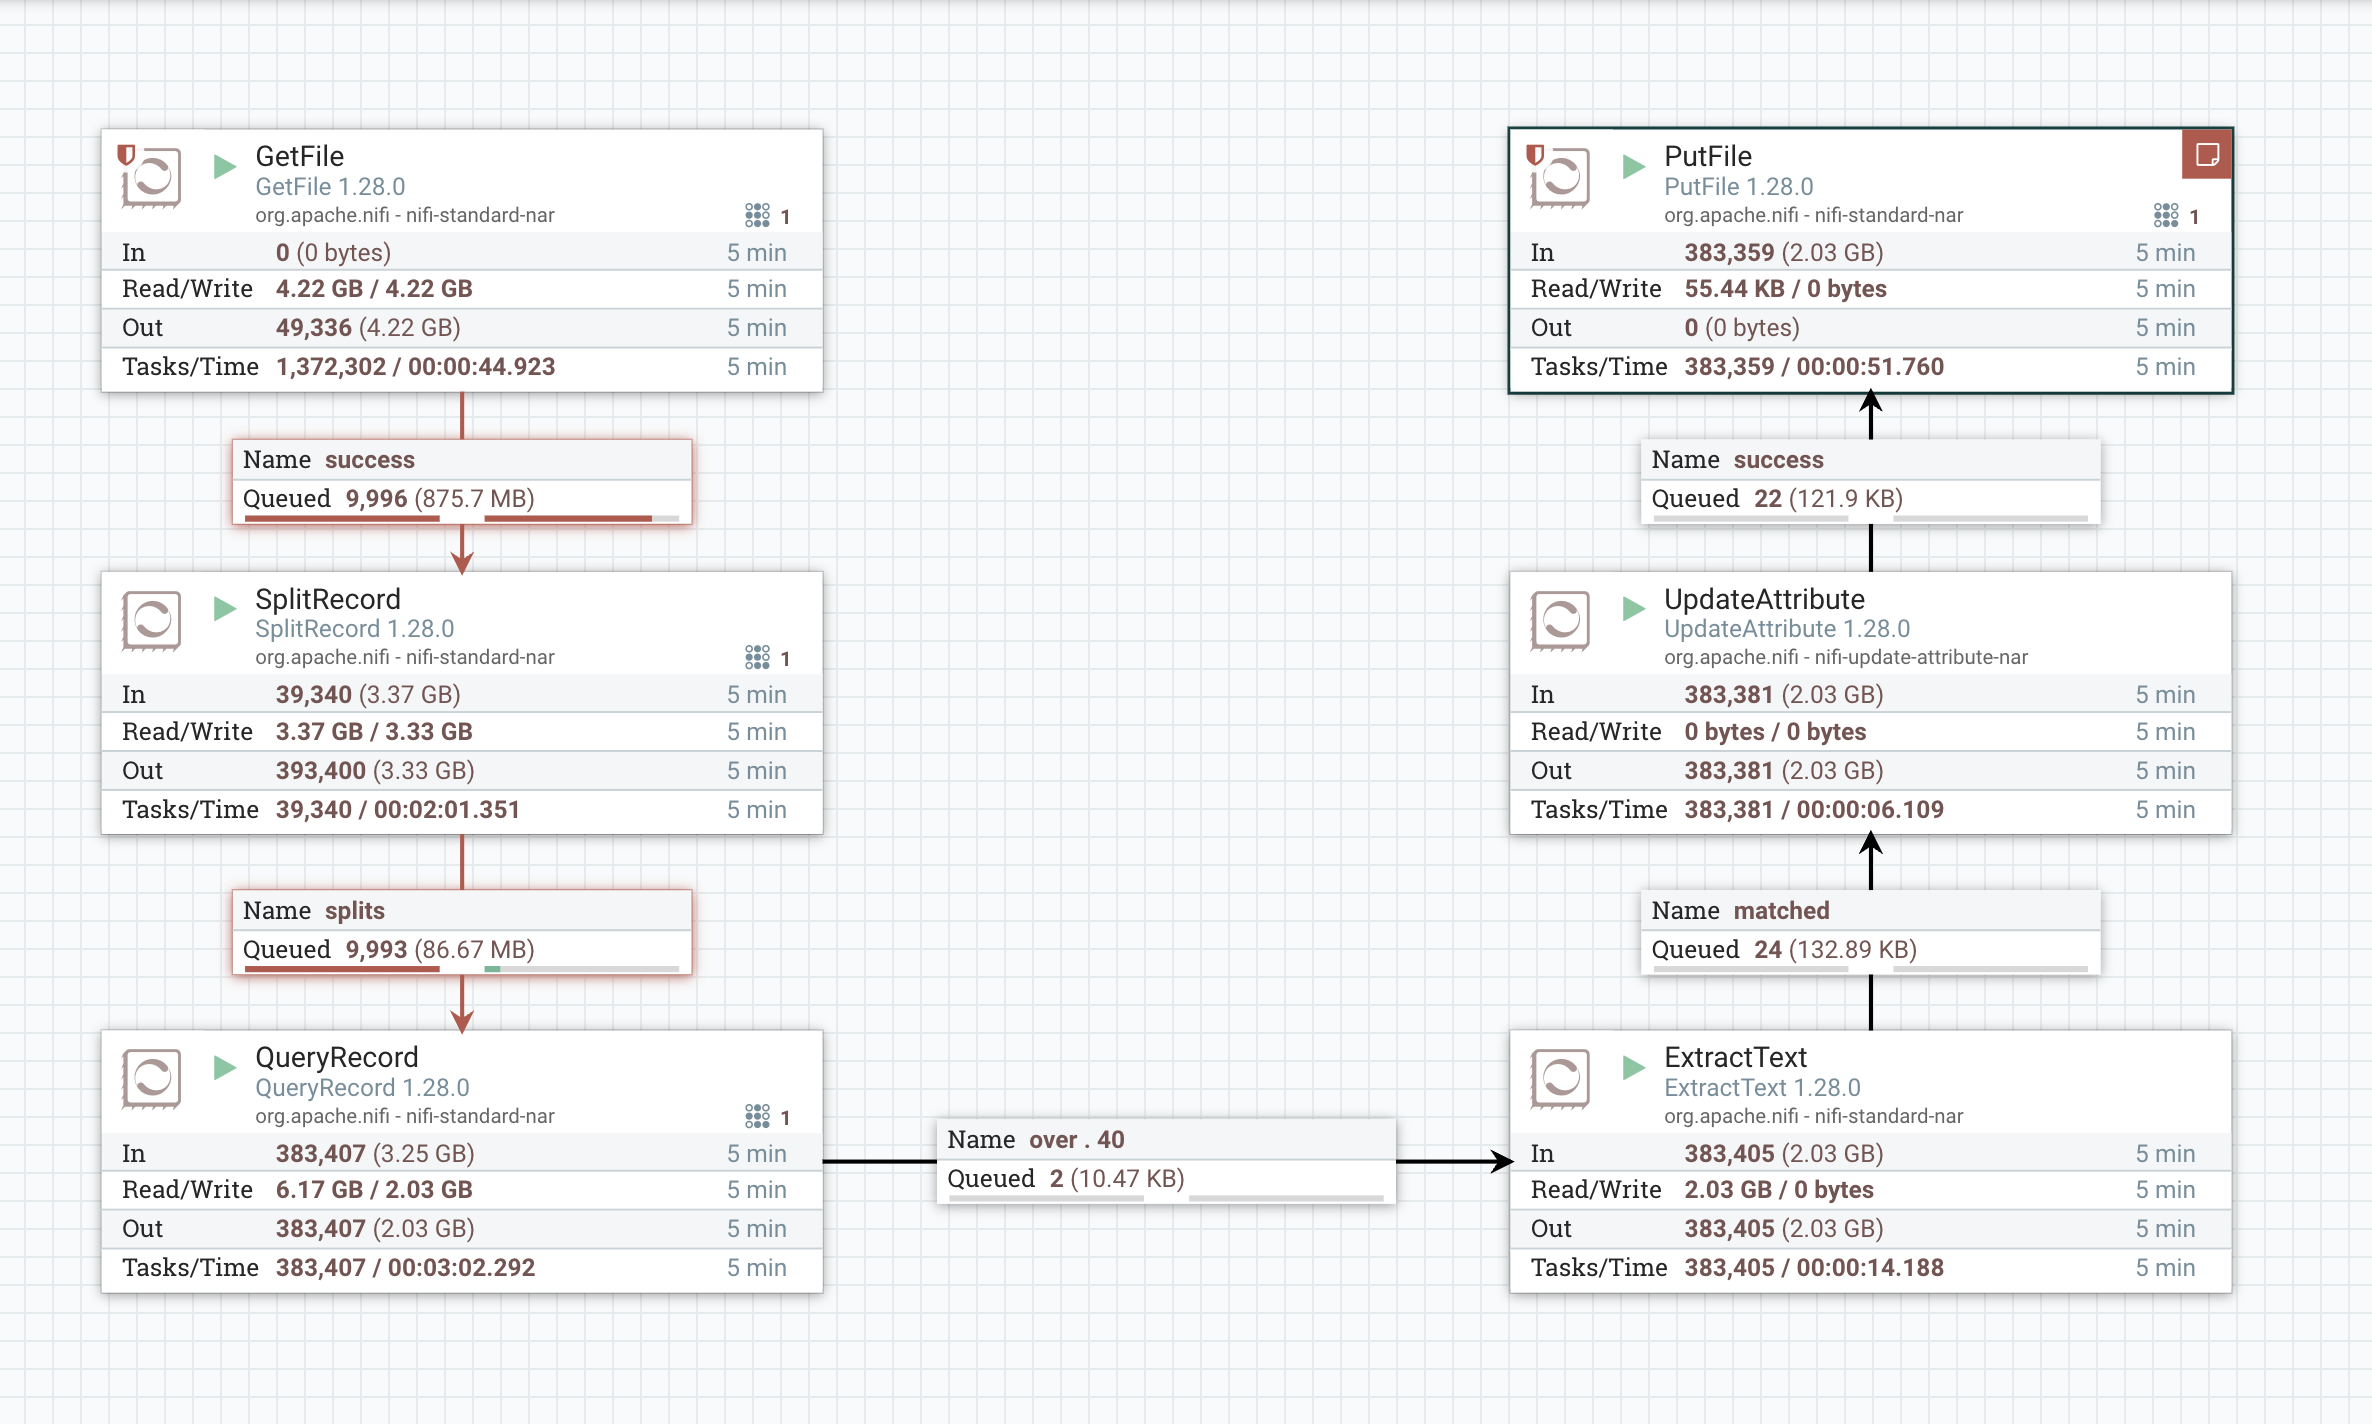 GetFile
GetFile 1.28.0
org.apache.nifi - nifi-standard-nar
1
In 0 (0 bytes) 5 min
Read/Write 4.22 GB / 4.22 GB 5 min
Out 49,336 (4.22 GB) 5 min
Tasks/Time 1,372,302 / 00:00:44.923 5 min
Name success
Queued 9,996 (875.7 MB)
SplitRecord
SplitRecord 1.28.0
org.apache.nifi - nifi-standard-nar
1
In 39,340 (3.37 GB) 5 min
Read/Write 3.37 GB / 3.33 GB 5 min
Out 393,400 (3.33 GB) 5 min
Tasks/Time 39,340 / 00:02:01.351 5 min
Name splits
Queued 9,993 (86.67 MB)
QueryRecord
QueryRecord 1.28.0
org.apache.nifi - nifi-standard-nar
1
In 383,407 (3.25 GB) 5 min
Read/Write 6.17 GB / 2.03 GB 5 min
Out 383,407 (2.03 GB) 5 min
Tasks/Time 383,407 / 00:03:02.292 5 min
Name over . 40
Queued 2 (10.47 KB)
ExtractText
ExtractText 1.28.0
org.apache.nifi - nifi-standard-nar
In 383,405 (2.03 GB) 5 min
Read/Write 2.03 GB / 0 bytes 5 min
Out 383,405 (2.03 GB) 5 min
Tasks/Time 383,405 / 00:00:14.188 5 min
Name matched
Queued 24 (132.89 KB)
UpdateAttribute
UpdateAttribute 1.28.0
org.apache.nifi - nifi-update-attribute-nar
In 383,381 (2.03 GB) 5 min
Read/Write 0 bytes / 0 bytes 5 min
Out 383,381 (2.03 GB) 5 min
Tasks/Time 383,381 / 00:00:06.109 5 min
Name success
Queued 22 (121.9 KB)
PutFile
PutFile 1.28.0
org.apache.nifi - nifi-standard-nar
1
In 383,359 (2.03 GB) 5 min
Read/Write 55.44 KB / 0 bytes 5 min
Out 0 (0 bytes) 5 min
Tasks/Time 383,359 / 00:00:51.760 5 min